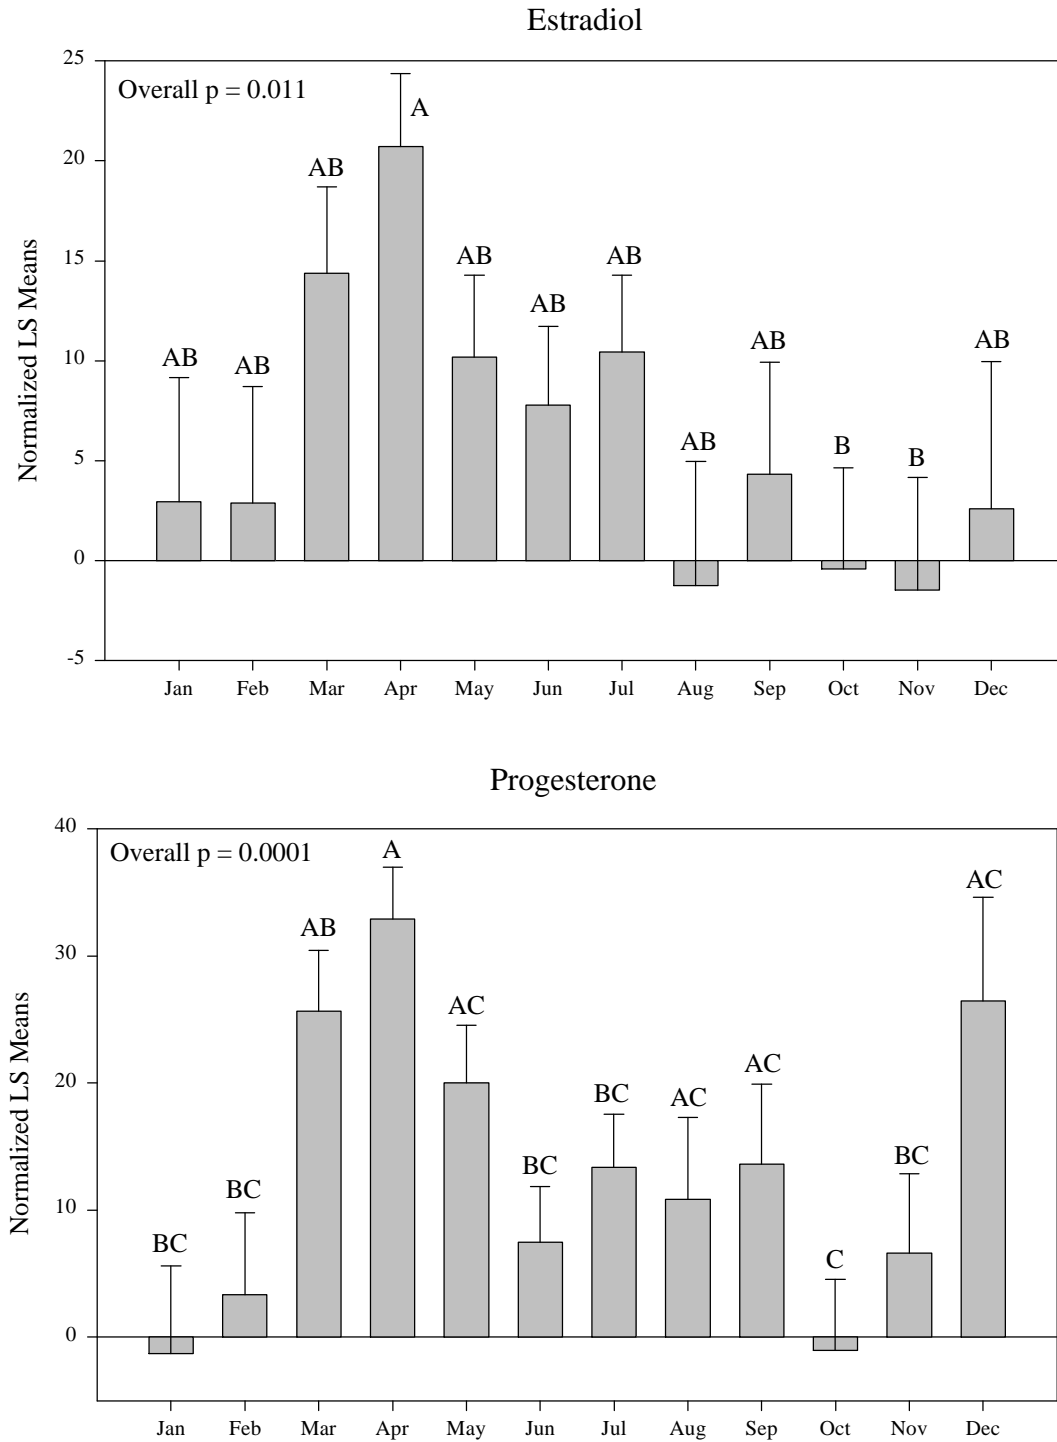 Estradiol
25
Overall p = 0.011
A
20
AB
AB
AB
15
AB
AB
AB
AB
AB
10
AB
B
B
5
0
-5
Normalized LS Means
Jan Feb Mar Apr May Jun Jul Aug Sep Oct Nov Dec
Progesterone
40
Overall p = 0.0001
A
AC
AB
30
AC
AC
20
BC
AC
BC
BC
BC
10
BC
C
0
Normalized LS Means
Jan Feb Mar Apr May Jun Jul Aug Sep Oct Nov Dec